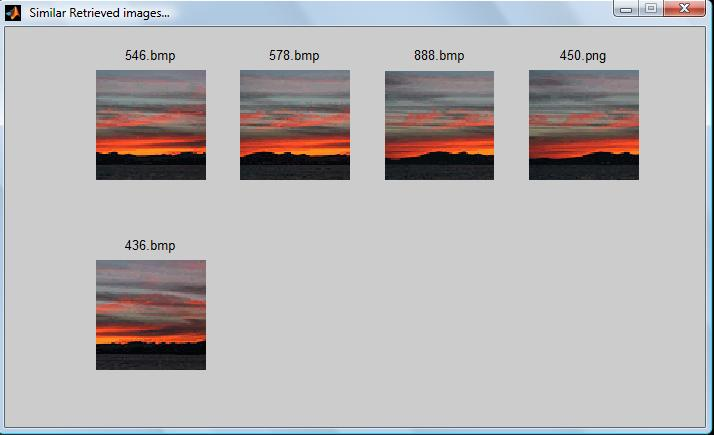 Similar Retrieved images...
546.bmp 578.bmp 888.bmp 450.png
436.bmp